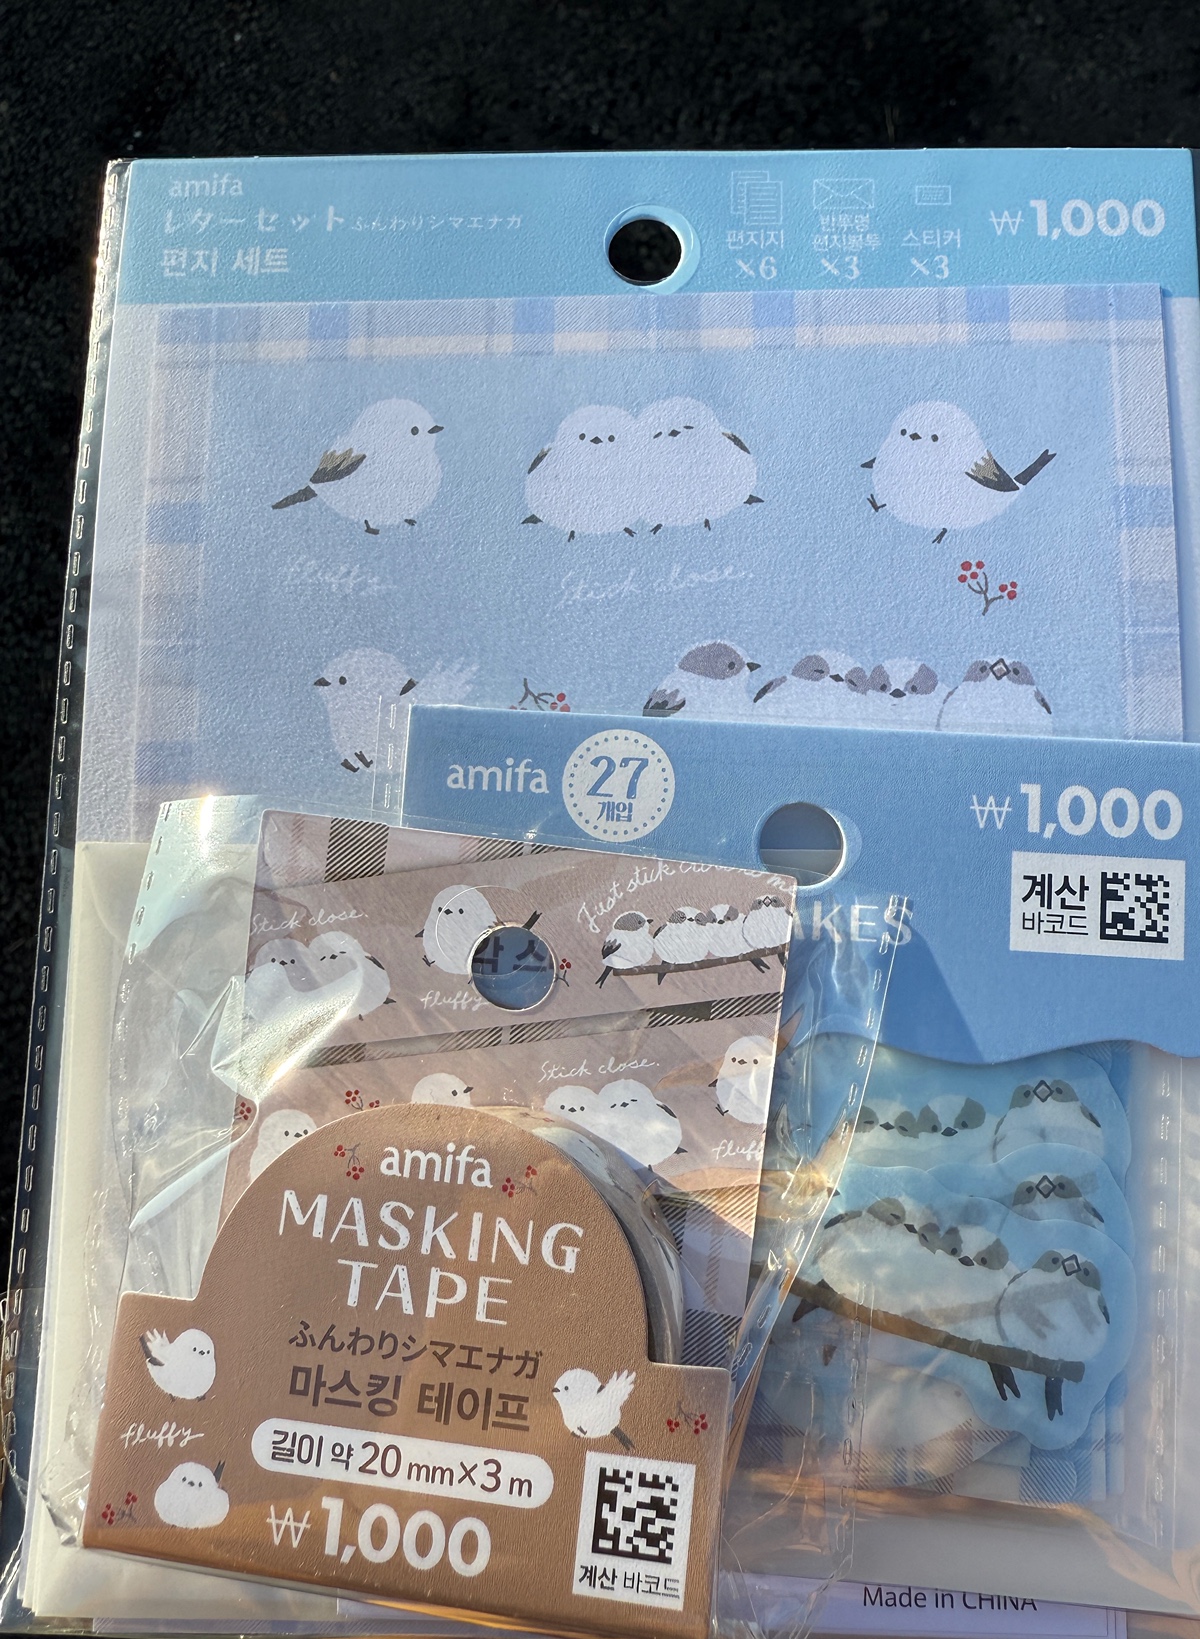 amifa
レターセット ふんわりシマエナガ
편지 세트
편지지
×6
반투명
편지봉투
×3
스티커
×3
₩1,000
fluffy
Stick close.
amifa
27
개입
₩1,000
계산
바코드
AKES
Stick close.
fluffy
Just stick
각 스
Stick close.
fluffy
amifa
MASKING
TAPE
ふんわりシマエナガ
마스킹 테이프
fluffy
길이 약 20 mm×3 m
₩1,000
계산 바코드
Made in CHINA